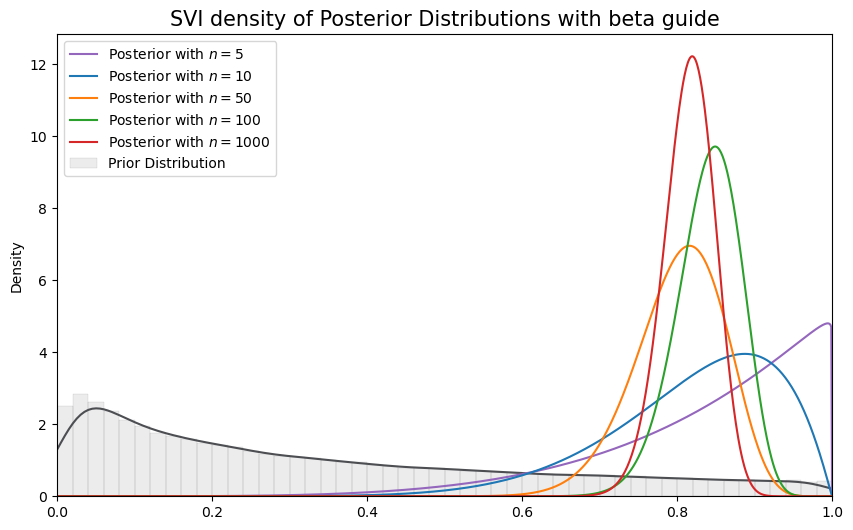 SVI density of Posterior Distributions with beta guide
Posterior with n = 5
Posterior with n = 10
Posterior with n = 50
Posterior with n = 100
Posterior with n = 1000
Prior Distribution
Density
12
10
8
6
4
2
0
0.0 0.2 0.4 0.6 0.8 1.0